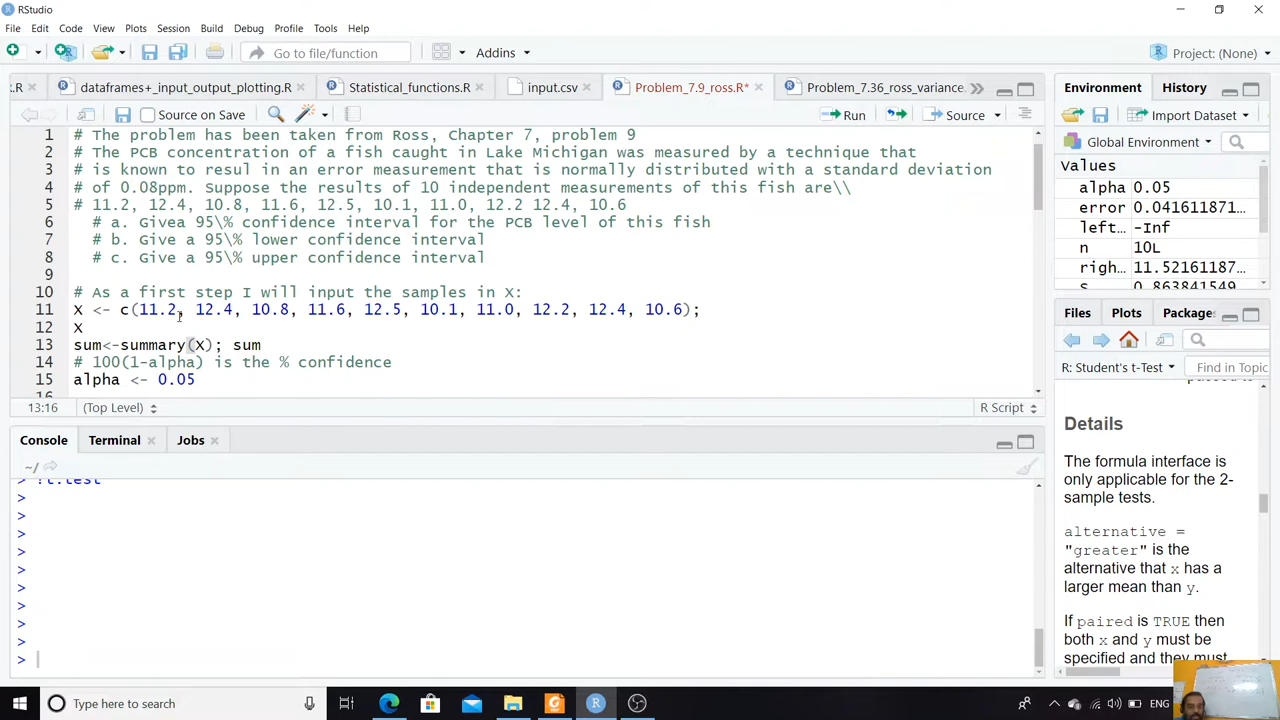 RStudio
File Edit Code View Plots Session Build Debug Profile Tools Help
Go to file/function Addins Project: (None)
R.R dataframes+_input_output_plotting.R Statistical_functions.R input.csv Problem_7.9_ross.R* Problem_7.36_ross_variance.
Source on Save Run Source
1 # The problem has been taken from Ross, Chapter 7, problem 9
2 # The PCB concentration of a fish caught in Lake Michigan was measured by a technique that
3 # is known to resul in an error measurement that is normally distributed with a standard deviation
4 # of 0.08ppm. Suppose the results of 10 independent measurements of this fish are\\
5 # 11.2, 12.4, 10.8, 11.6, 12.5, 10.1, 11.0, 12.2 12.4, 10.6
6 # a. Givea 95\% confidence interval for the PCB level of this fish
7 # b. Give a 95\% lower confidence interval
8 # c. Give a 95\% upper confidence interval
9
10 # As a first step I will input the samples in X:
11 X <- c(11.2, 12.4, 10.8, 11.6, 12.5, 10.1, 11.0, 12.2, 12.4, 10.6);
12 X
13 sum<-summary(X); sum
14 # 100(1-alpha) is the % confidence
15 alpha <- 0.05
16
13:16 (Top Level) R Script
Console Terminal Jobs
~/
> ?t.test
>
>
>
>
>
>
>
>
>
>
Environment History
Import Dataset
Global Environment
Values
alpha 0.05
error 0.041611871…
left… -Inf
n 10L
righ… 11.52161187…
s 0.863841549…
Files Plots Packages
R: Student's t-Test Find in Topic
Details
The formula interface is
only applicable for the 2-
sample tests.
alternative =
"greater" is the
alternative that x has a
larger mean than y.
If paired is TRUE then
both x and y must be
specified and they must
Type here to search
ENG